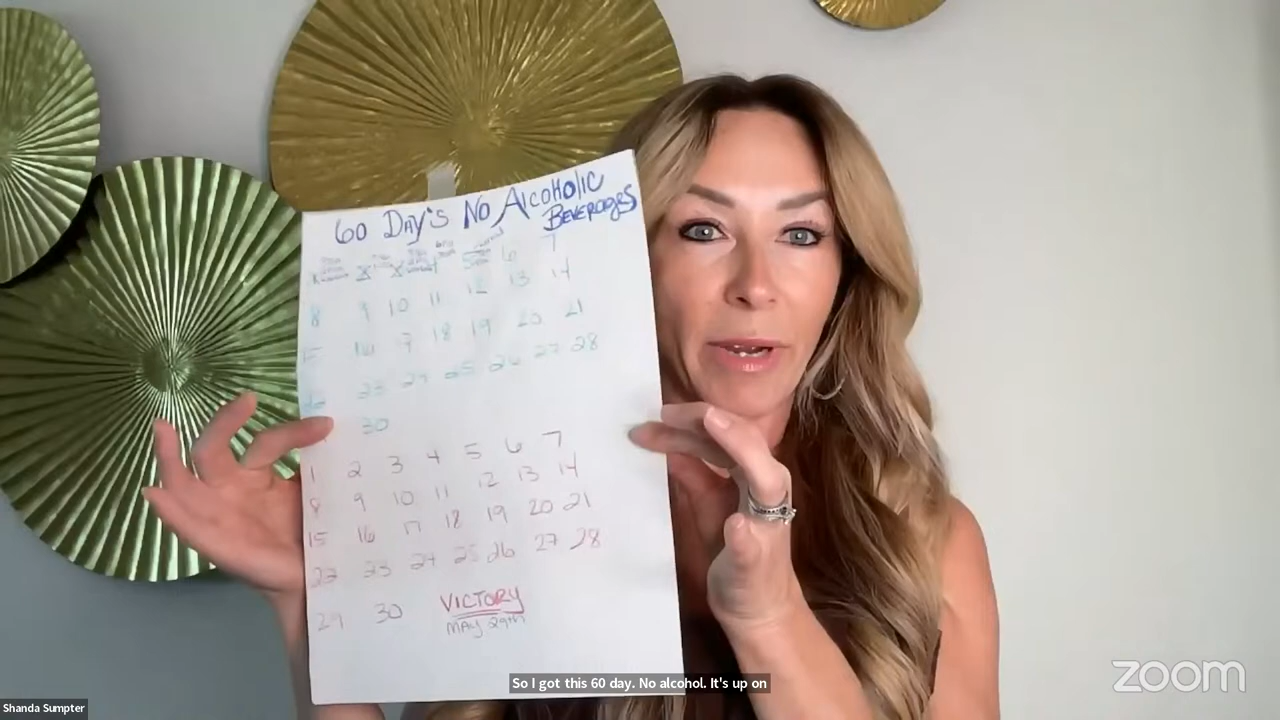 60 Day's No Alcoholic
Beverages
6 7
8 9 10 11 12 13 14
15 16 17 18 19 20 21
22 23 24 25 26 27 28
30
1 2 3 4 5 6 7
8 9 10 11 12 13 14
15 16 17 18 19 20 21
22 23 24 25 26 27 28
29 30 VICTORY
MAY 29th
So I got this 60 day. No alcohol. It's up on
Shanda Sumpter
zoom